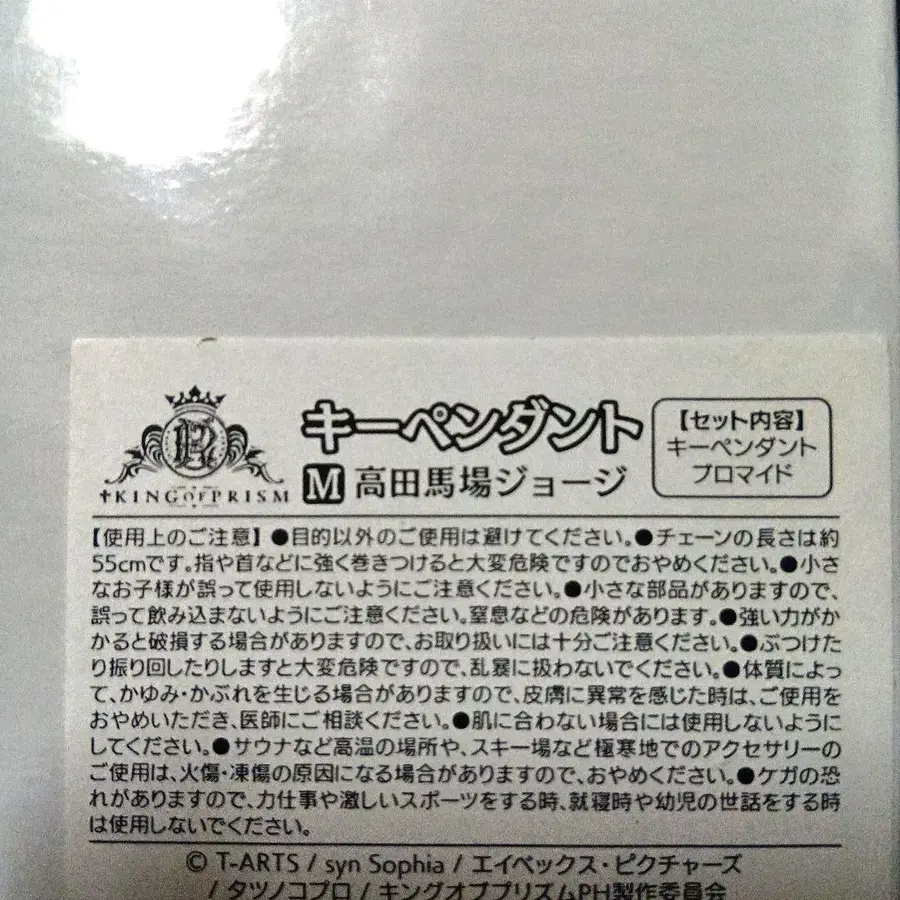 ✝KING OF PRISM
キーペンダント
M 高田馬場ジョージ
【セット内容】
キーペンダント
ブロマイド
【使用上のご注意】●目的以外のご使用は避けてください。●チェーンの長さは約
55cmです。指や首などに強く巻きつけると大変危険ですのでおやめください。●小さ
なお子様が誤って使用しないようにご注意ください。●小さな部品がありますので、
誤って飲み込まないようにご注意ください。窒息などの危険があります。●強い力がか
かると破損する場合がありますので、お取り扱いには十分ご注意ください。●ぶつけた
り振り回したりしますと大変危険ですので、乱暴に扱わないでください。●体質によっ
て、かゆみ・かぶれを生じる場合がありますので、皮膚に異常を感じた時は、ご使用を
おやめいただき、医師にご相談ください。●肌に合わない場合には使用しないように
してください。●サウナなど高温の場所や、スキー場など極寒地でのアクセサリーの
ご使用は、火傷・凍傷の原因になる場合がありますので、おやめください。●ケガの恐
れがありますので、力仕事や激しいスポーツをする時、就寝時や幼児の世話をする時
は使用しないでください。
© T-ARTS / syn Sophia / エイベックス・ピクチャーズ
/ タツノコプロ / キングオブプリズムPH製作委員会